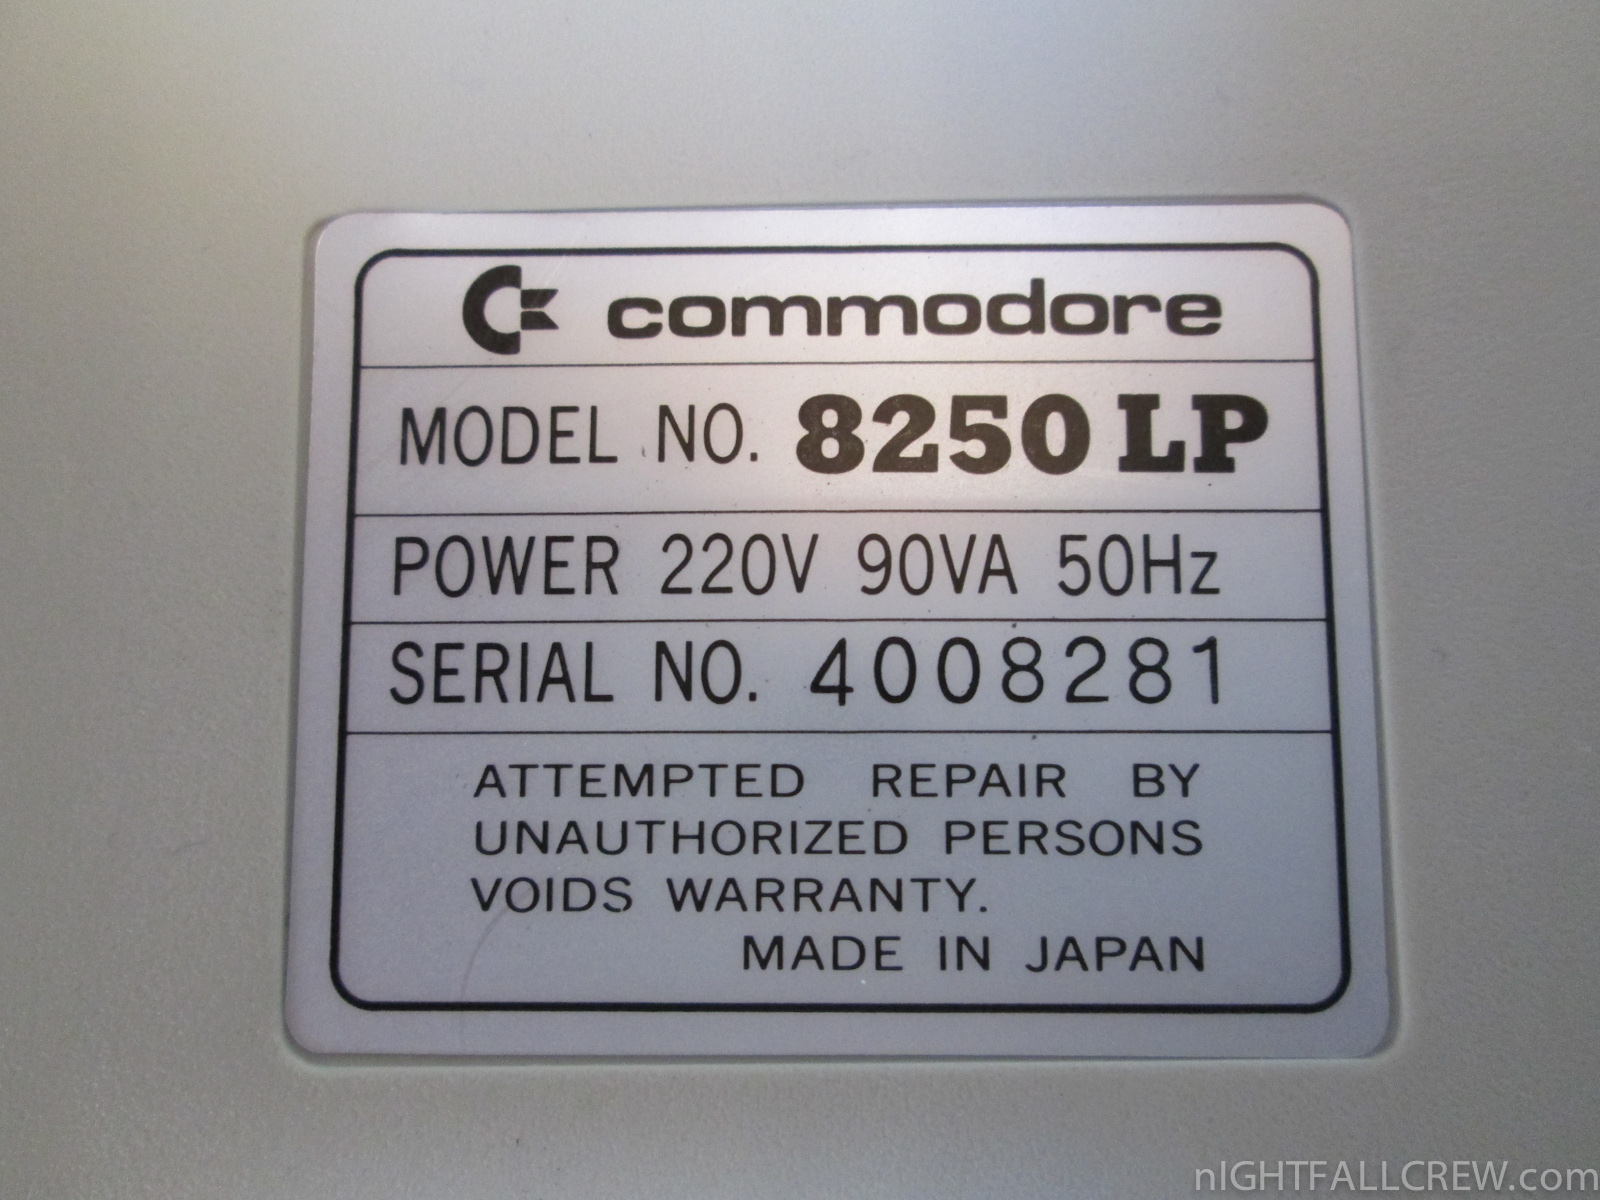 commodore
MODEL NO. 8250 LP
POWER 220V 90VA 50Hz
SERIAL NO. 4008281
ATTEMPTED REPAIR BY
UNAUTHORIZED PERSONS
VOIDS WARRANTY.
MADE IN JAPAN
nIGHTFALLCREW.com